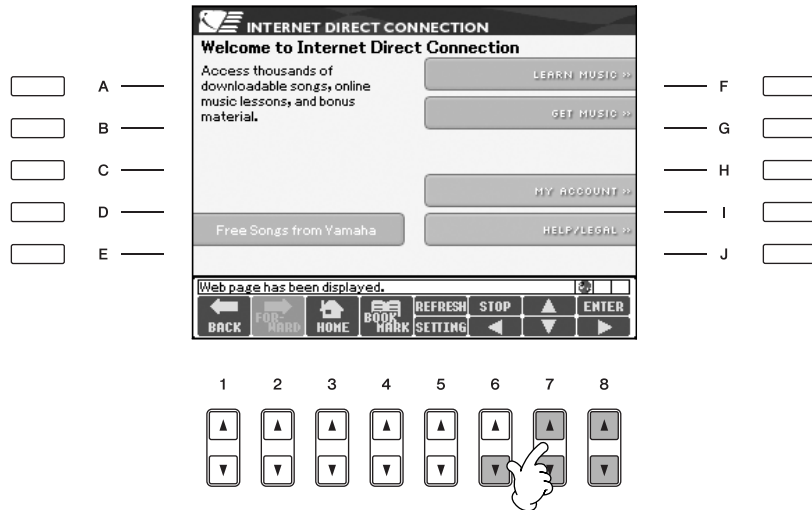 INTERNET DIRECT CONNECTION
Welcome to Internet Direct Connection
Access thousands of
downloadable songs, online
music lessons, and bonus
material.
LEARN MUSIC »
GET MUSIC »
MY ACCOUNT »
Free Songs from Yamaha
HELP/LEGAL »
A
B
C
D
E
F
G
H
I
J
Web page has been displayed.
BACK
FOR-
WARD
HOME
BOOK
MARK
REFRESH
SETTING
STOP
ENTER
1 2 3 4 5 6 7 8